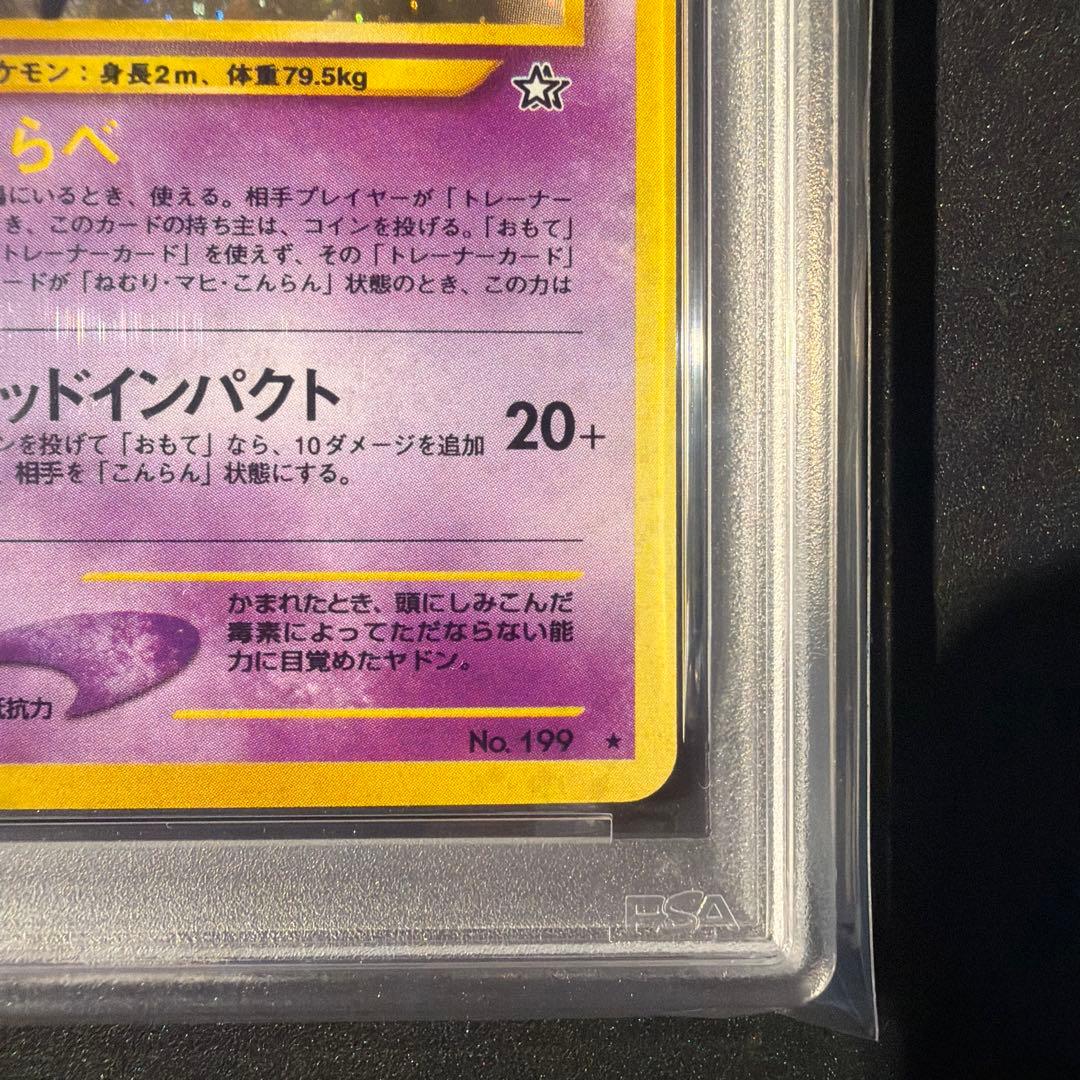 ケモン：身長2m、体重79.5kg
らべ
場にいるとき、使える。相手プレイヤーが「トレーナー
き、このカードの持ち主は、コインを投げる。「おもて」
トレーナーカード」を使えず、その「トレーナーカード」
ードが「ねむり・マヒ・こんらん」状態のとき、この力は
ッドインパクト
20+
ンを投げて「おもて」なら、10ダメージを追加
、相手を「こんらん」状態にする。
かまれたとき、頭にしみこんだ
毒素によってただならない能
力に目覚めたヤドン。
抵抗力
No. 199 ★
PSA